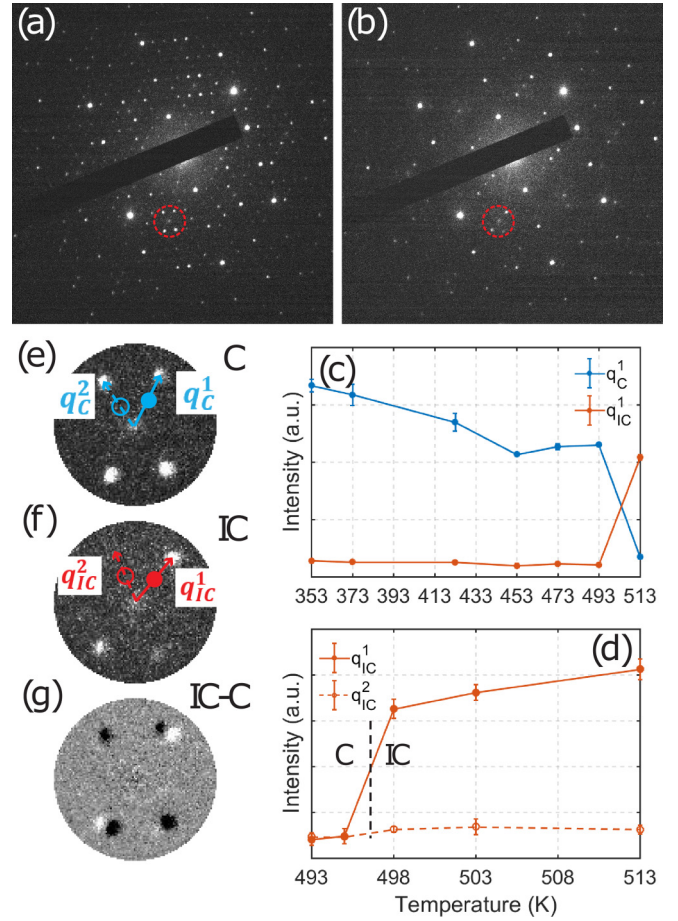 (a)
(b)
(e)
C
q_C^2
q_C^1
(f)
IC
q_IC^2
q_IC^1
(g)
IC-C
(c)
q_C^1
q_IC^1
Intensity (a.u.)
353 373 393 413 433 453 473 493 513
(d)
q_IC^1
q_IC^2
C IC
Intensity (a.u.)
493 498 503 508 513
Temperature (K)